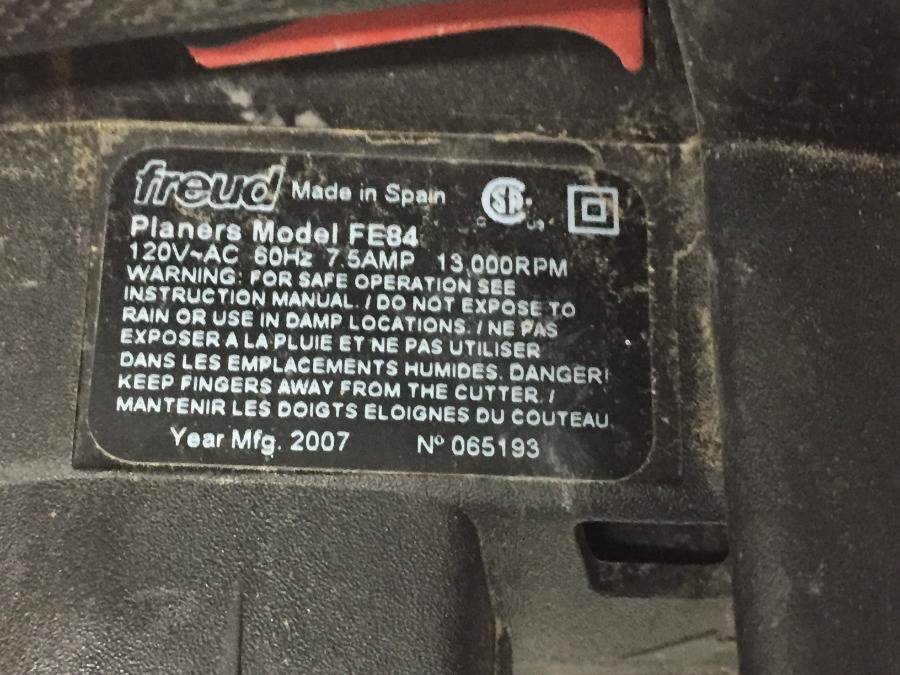 freud Made in Spain SP® C US
Planers Model FE84
120V~AC 60Hz 7.5AMP 13,000RPM
WARNING: FOR SAFE OPERATION SEE
INSTRUCTION MANUAL. / DO NOT EXPOSE TO
RAIN OR USE IN DAMP LOCATIONS. / NE PAS
EXPOSER A LA PLUIE ET NE PAS UTILISER
DANS LES EMPLACEMENTS HUMIDES. DANGER!
KEEP FINGERS AWAY FROM THE CUTTER. /
MANTENIR LES DOIGTS ELOIGNES DU COUTEAU
Year Mfg. 2007 Nº 065193